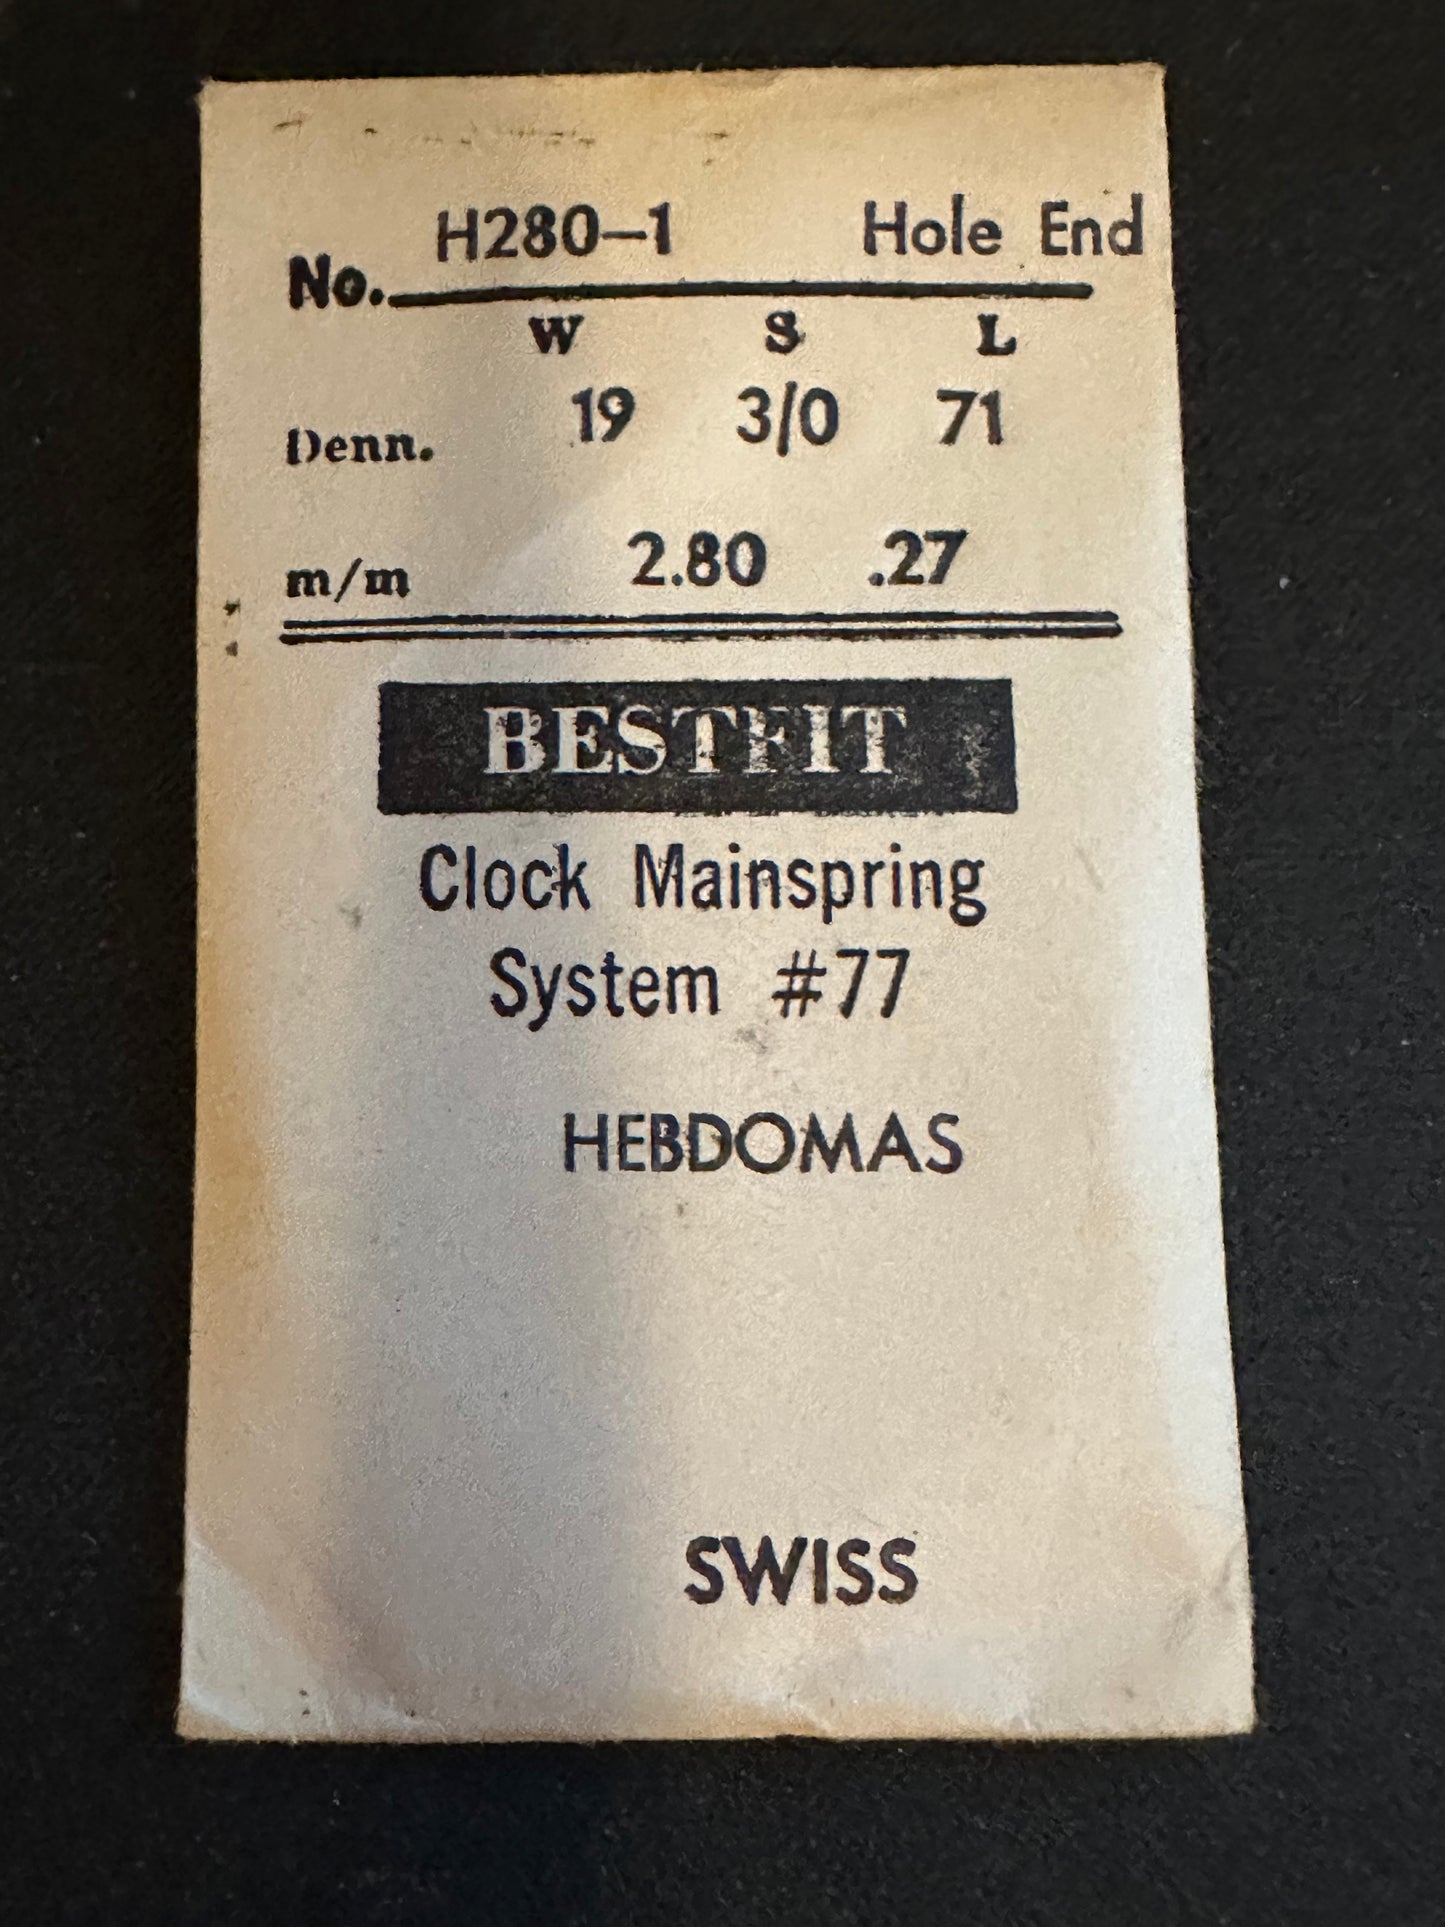 H280-1 Hole End
No.
W S L
Denn. 19 3/0 71
m/m 2.80 .27
BESTFIT
Clock Mainspring
System #77
HEBDOMAS
SWISS